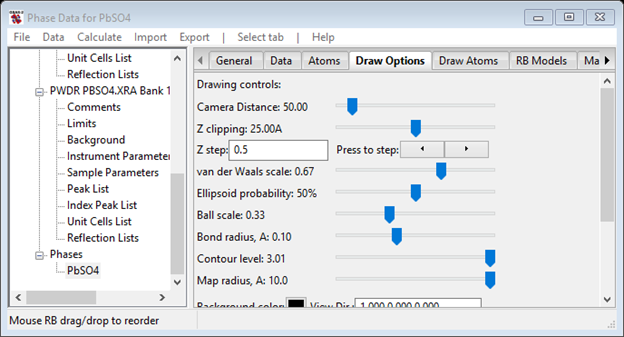 Phase Data for PbSO4
File Data Calculate Import Export | Select tab | Help
Unit Cells List
Reflection Lists
PWDR PBSO4.XRA Bank 1
Comments
Limits
Background
Instrument Parameter
Sample Parameters
Peak List
Index Peak List
Unit Cells List
Reflection Lists
Phases
PbSO4
General Data Atoms Draw Options Draw Atoms RB Models Ma
Drawing controls:
Camera Distance: 50.00
Z clipping: 25.00A
Z step: 0.5 Press to step:
van der Waals scale: 0.67
Ellipsoid probability: 50%
Ball scale: 0.33
Bond radius, A: 0.10
Contour level: 3.01
Map radius, A: 10.0
Background color: View Dir.: 1.000 0.000 0.000
Mouse RB drag/drop to reorder